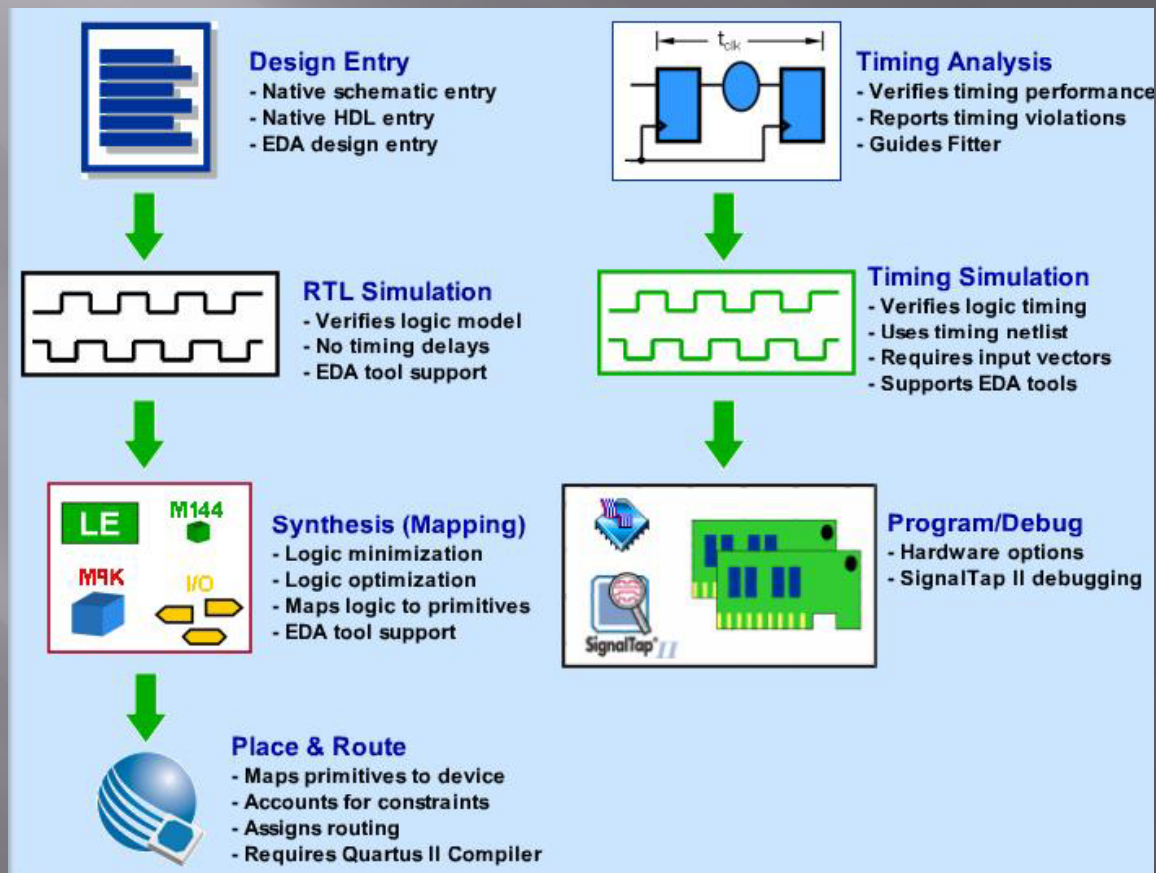 Design Entry
- Native schematic entry
- Native HDL entry
- EDA design entry
RTL Simulation
- Verifies logic model
- No timing delays
- EDA tool support
LE
M144
M9K
I/O
Synthesis (Mapping)
- Logic minimization
- Logic optimization
- Maps logic to primitives
- EDA tool support
Place & Route
- Maps primitives to device
- Accounts for constraints
- Assigns routing
- Requires Quartus II Compiler
tclk
Timing Analysis
- Verifies timing performance
- Reports timing violations
- Guides Fitter
Timing Simulation
- Verifies logic timing
- Uses timing netlist
- Requires input vectors
- Supports EDA tools
SignalTap® II
Program/Debug
- Hardware options
- SignalTap II debugging